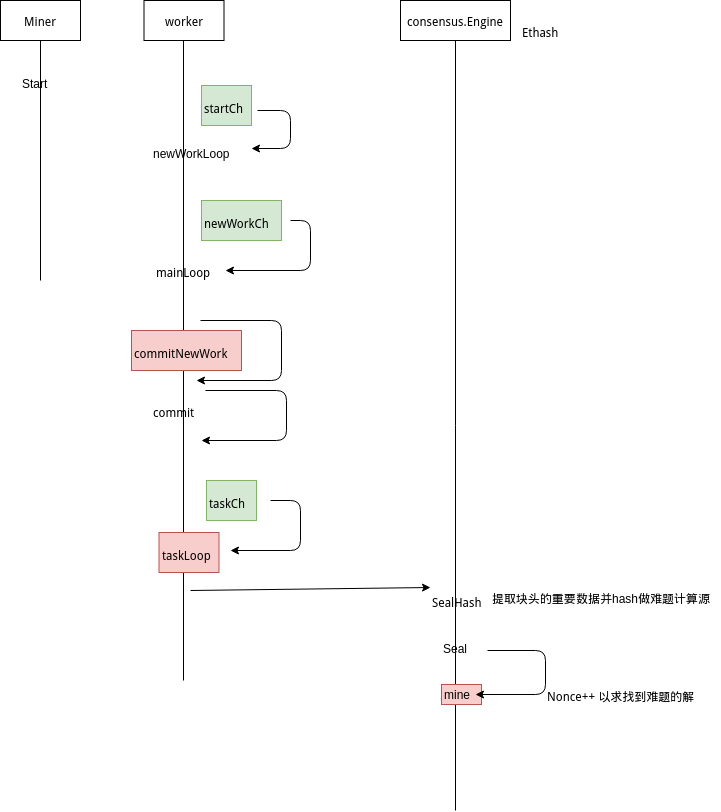 Miner
worker
consensus.Engine
Ethash
Start
startCh
newWorkLoop
newWorkCh
mainLoop
commitNewWork
commit
taskCh
taskLoop
SealHash
提取块头的重要数据并hash做难题计算源
Seal
mine
Nonce++ 以求找到难题的解